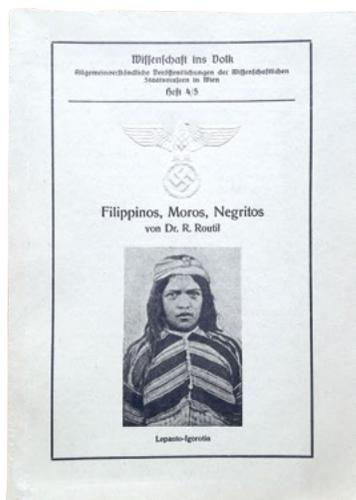 Wissenschaft ins Volk
Allgemeinverständliche Veröffentlichungen der Wissenschaftlichen
Staatsmuseen in Wien
Heft 4/5
Filippinos, Moros, Negritos
von Dr. R. Routil
Lepanto-Igorotin